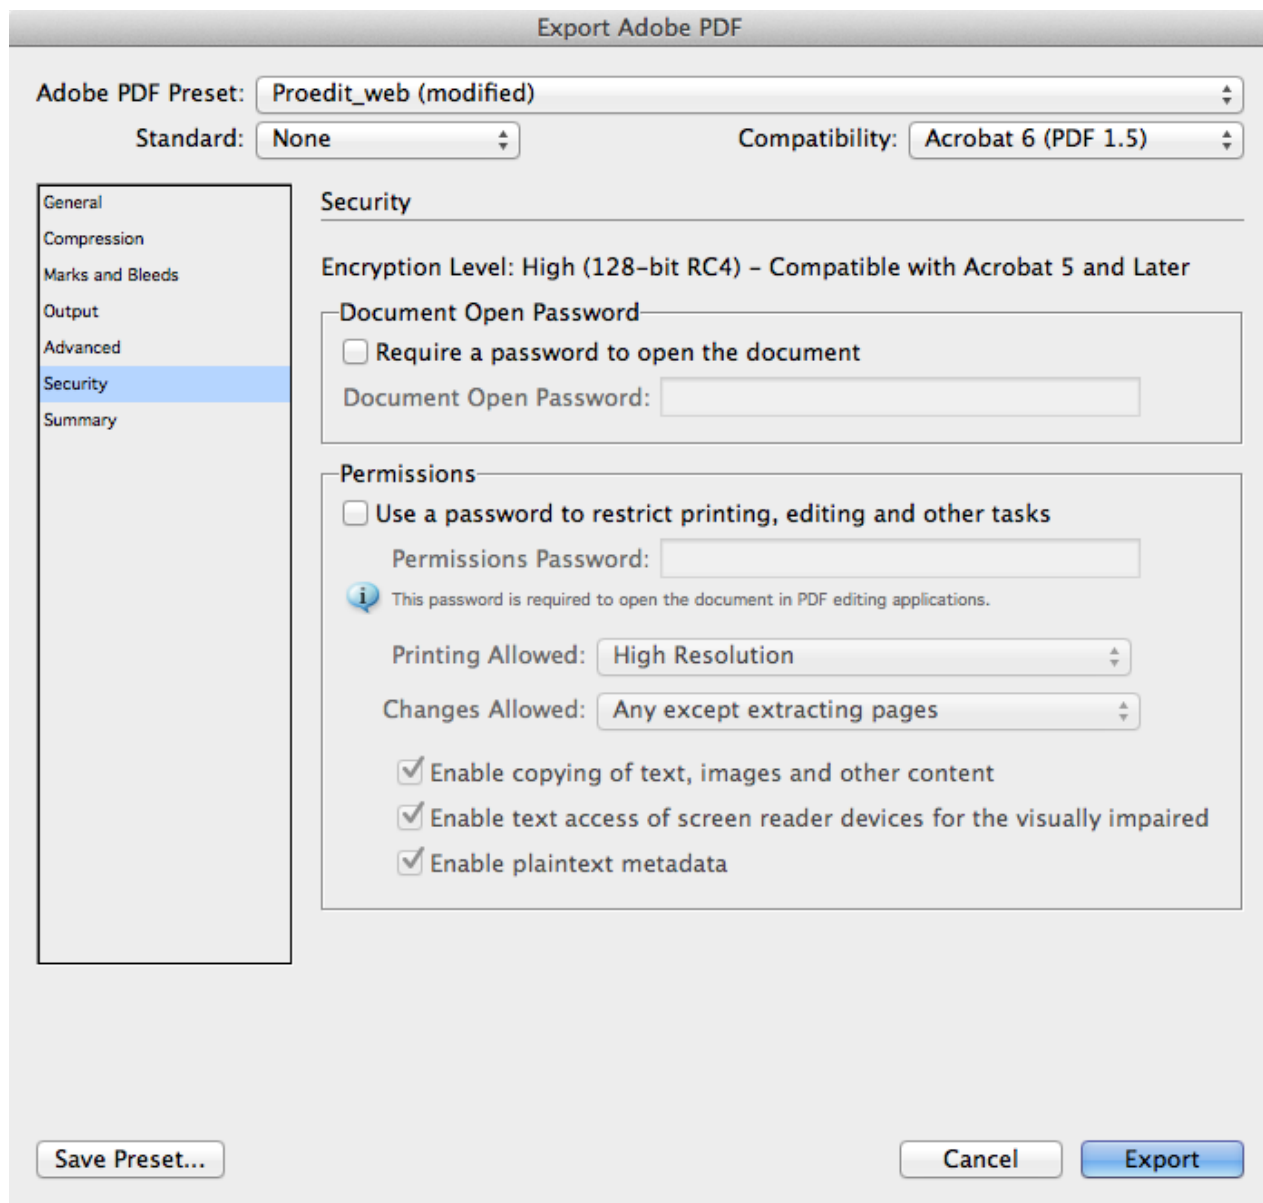 Export Adobe PDF
Adobe PDF Preset: Proedit_web (modified)
Standard: None Compatibility: Acrobat 6 (PDF 1.5)
General
Compression
Marks and Bleeds
Output
Advanced
Security
Summary
Security
Encryption Level: High (128-bit RC4) – Compatible with Acrobat 5 and Later
Document Open Password
Require a password to open the document
Document Open Password:
Permissions
Use a password to restrict printing, editing and other tasks
Permissions Password:
This password is required to open the document in PDF editing applications.
Printing Allowed: High Resolution
Changes Allowed: Any except extracting pages
Enable copying of text, images and other content
Enable text access of screen reader devices for the visually impaired
Enable plaintext metadata
Save Preset... Cancel Export